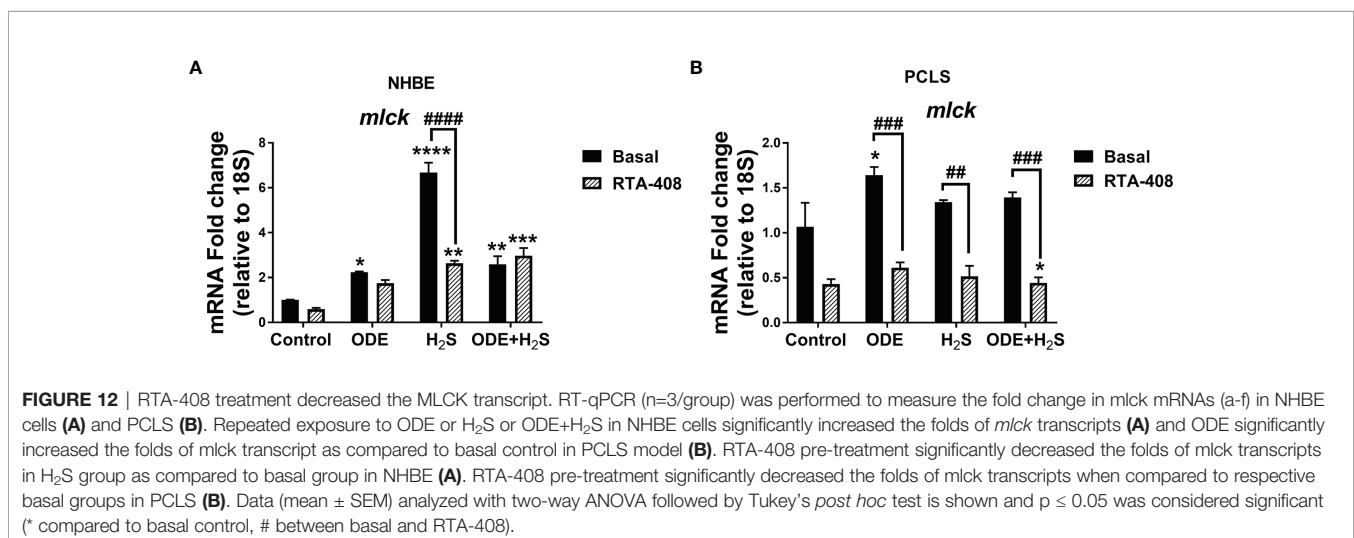 A
NHBE
mlck
mRNA Fold change
(relative to 18S)
8
6
4
2
0
*
****
####
**
**
***
Control
ODE
H₂S
ODE+H₂S
Basal
RTA-408
B
PCLS
mlck
mRNA Fold change
(relative to 18S)
2.0
1.5
1.0
0.5
0.0
*
###
##
###
*
Control
ODE
H₂S
ODE+H₂S
Basal
RTA-408
FIGURE 12 | RTA-408 treatment decreased the MLCK transcript. RT-qPCR (n=3/group) was performed to measure the fold change in mlck mRNAs (a-f) in NHBE
cells (A) and PCLS (B). Repeated exposure to ODE or H₂S or ODE+H₂S in NHBE cells significantly increased the folds of mlck transcripts (A) and ODE significantly
increased the folds of mlck transcript as compared to basal control in PCLS model (B). RTA-408 pre-treatment significantly decreased the folds of mlck transcripts
in H₂S group as compared to basal group in NHBE (A). RTA-408 pre-treatment significantly decreased the folds of mlck transcripts when compared to respective
basal groups in PCLS (B). Data (mean ± SEM) analyzed with two-way ANOVA followed by Tukey's post hoc test is shown and p ≤ 0.05 was considered significant
(* compared to basal control, # between basal and RTA-408).